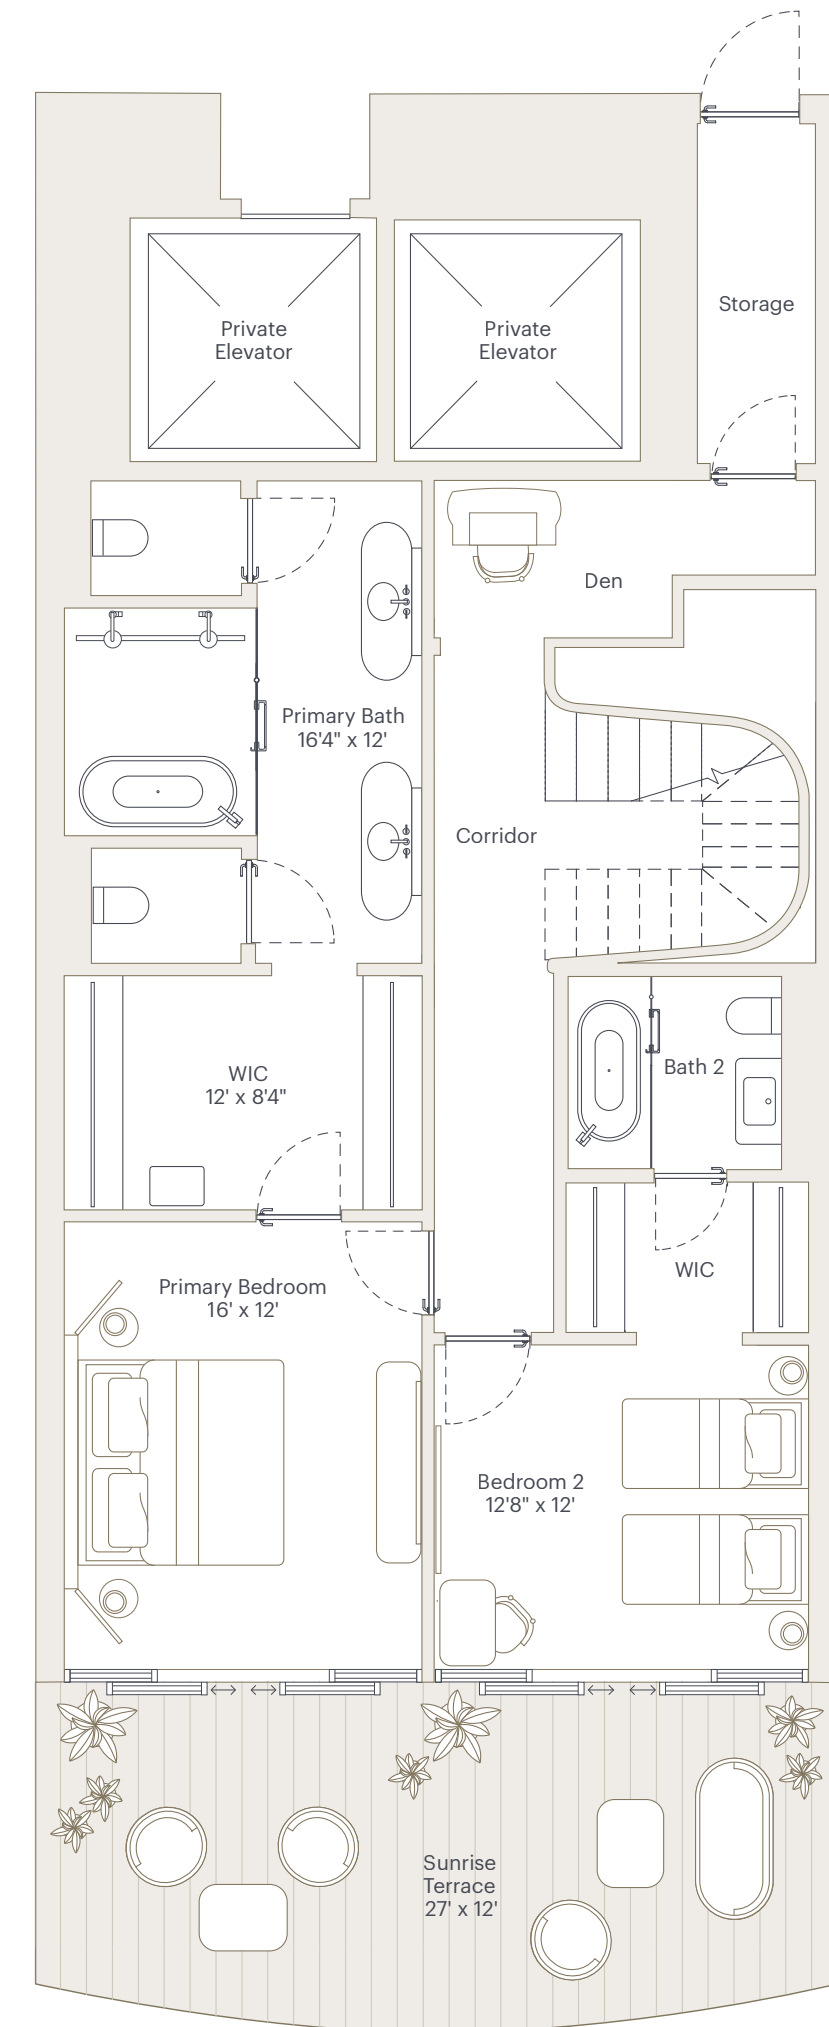 Private
Elevator
Private
Elevator
Storage
Den
Primary Bath
16'4" x 12'
Corridor
WIC
12' x 8'4"
Bath 2
WIC
Primary Bedroom
16' x 12'
Bedroom 2
12'8" x 12'
Sunrise
Terrace
27' x 12'